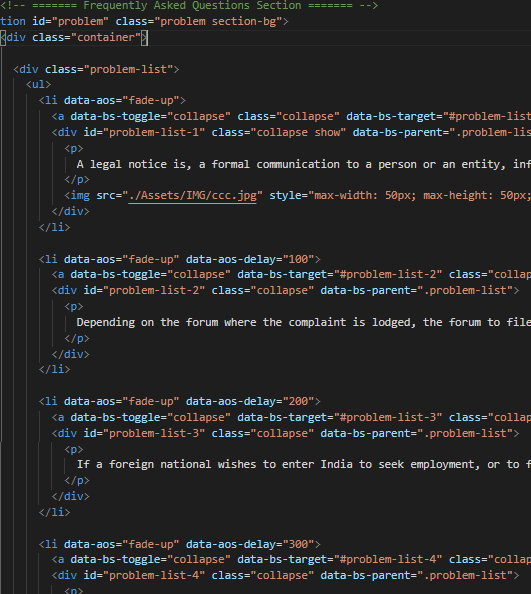 <!-- ======= Frequently Asked Questions Section ======= -->
tion id="problem" class="problem section-bg">
<div class="container">
<div class="problem-list">
<ul>
<li data-aos="fade-up">
<a data-bs-toggle="collapse" class="collapse" data-bs-target="#problem-list
<div id="problem-list-1" class="collapse show" data-bs-parent=".problem-lis
<p>
A legal notice is, a formal communication to a person or an entity, inf
</p>
<img src="./Assets/IMG/ccc.jpg" style="max-width: 50px; max-height: 50px;
</div>
</li>
<li data-aos="fade-up" data-aos-delay="100">
<a data-bs-toggle="collapse" data-bs-target="#problem-list-2" class="collap
<div id="problem-list-2" class="collapse" data-bs-parent=".problem-list">
<p>
Depending on the forum where the complaint is lodged, the forum to file
</p>
</div>
</li>
<li data-aos="fade-up" data-aos-delay="200">
<a data-bs-toggle="collapse" data-bs-target="#problem-list-3" class="collap
<div id="problem-list-3" class="collapse" data-bs-parent=".problem-list">
<p>
If a foreign national wishes to enter India to seek employment, or to f
</p>
</div>
</li>
<li data-aos="fade-up" data-aos-delay="300">
<a data-bs-toggle="collapse" data-bs-target="#problem-list-4" class="collap
<div id="problem-list-4" class="collapse" data-bs-parent=".problem-list">
<p>